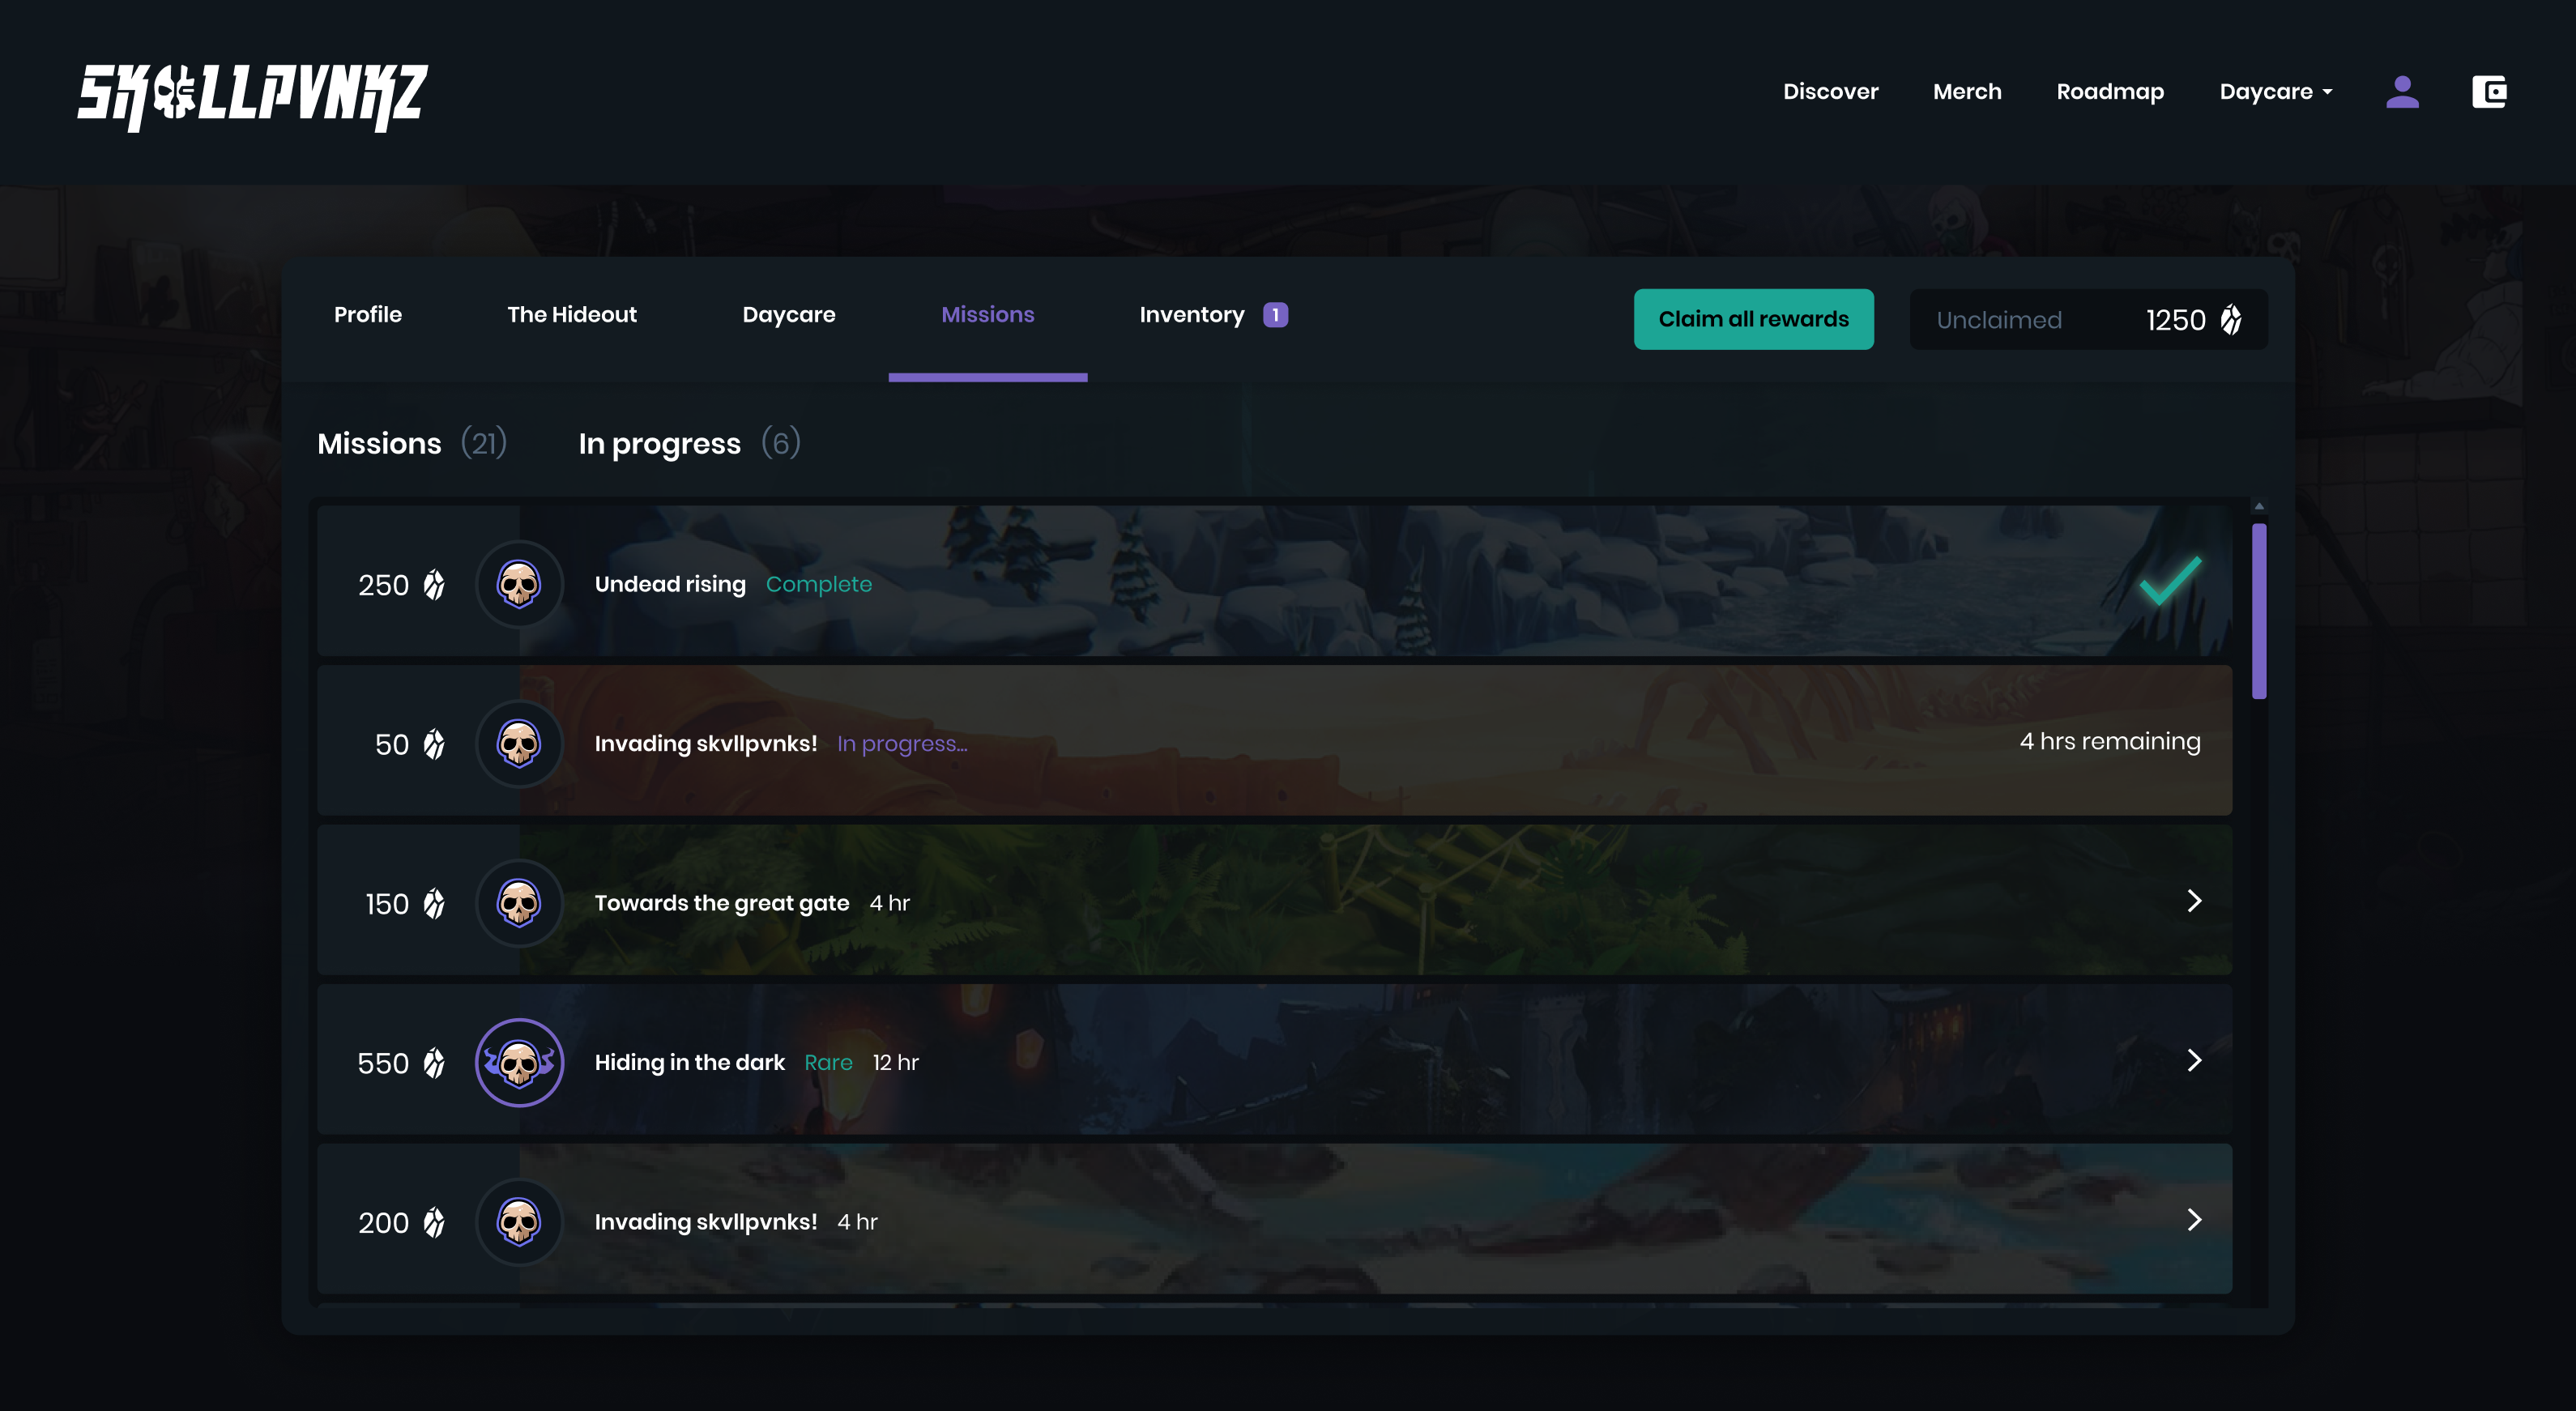 SKVLLPVNKZ
Discover Merch Roadmap Daycare
Profile The Hideout Daycare Missions Inventory 1 Claim all rewards Unclaimed 1250
Missions (21) In progress (6)
250 Undead rising Complete
50 Invading skvllpvnks! In progress... 4 hrs remaining
150 Towards the great gate 4 hr
550 Hiding in the dark Rare 12 hr
200 Invading skvllpvnks! 4 hr